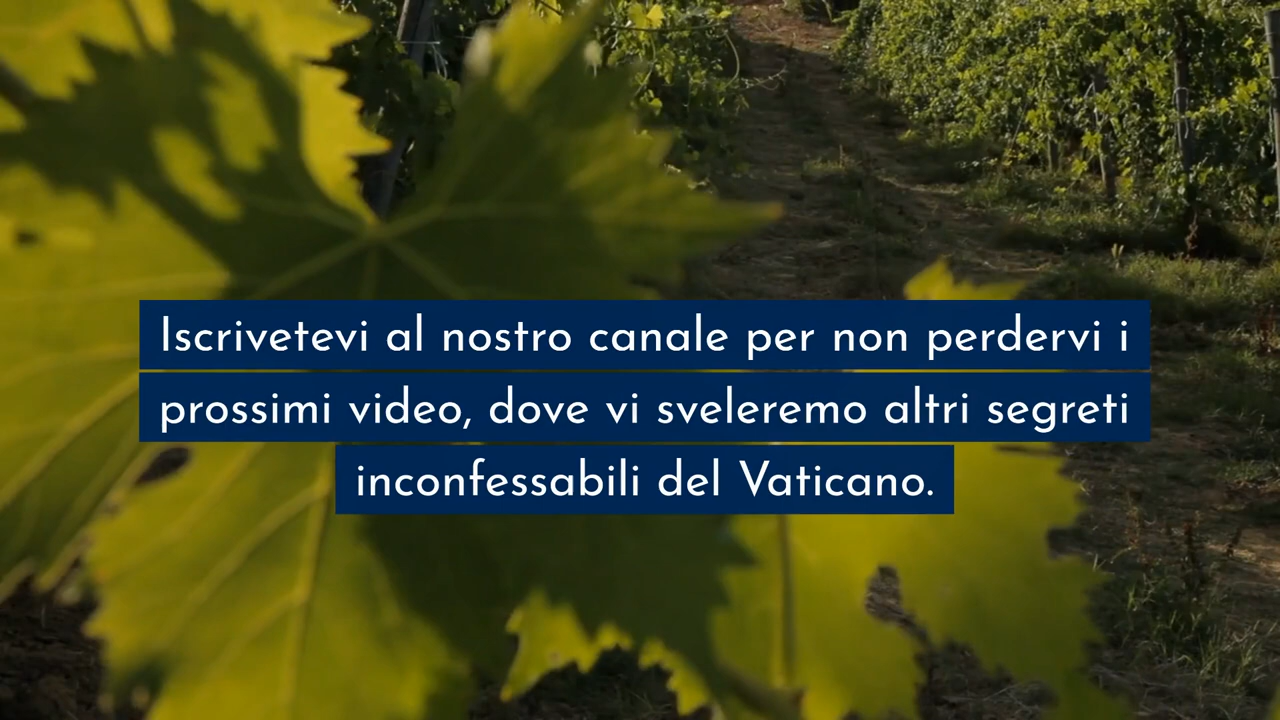 Iscrivetevi al nostro canale per non perdervi i
prossimi video, dove vi sveleremo altri segreti
inconfessabili del Vaticano.